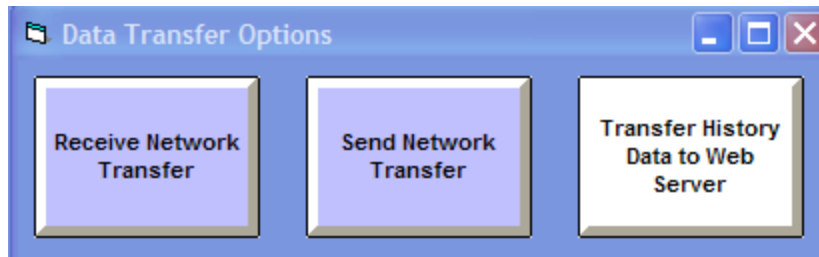 Data Transfer Options
Receive Network
Transfer
Send Network
Transfer
Transfer History
Data to Web
Server